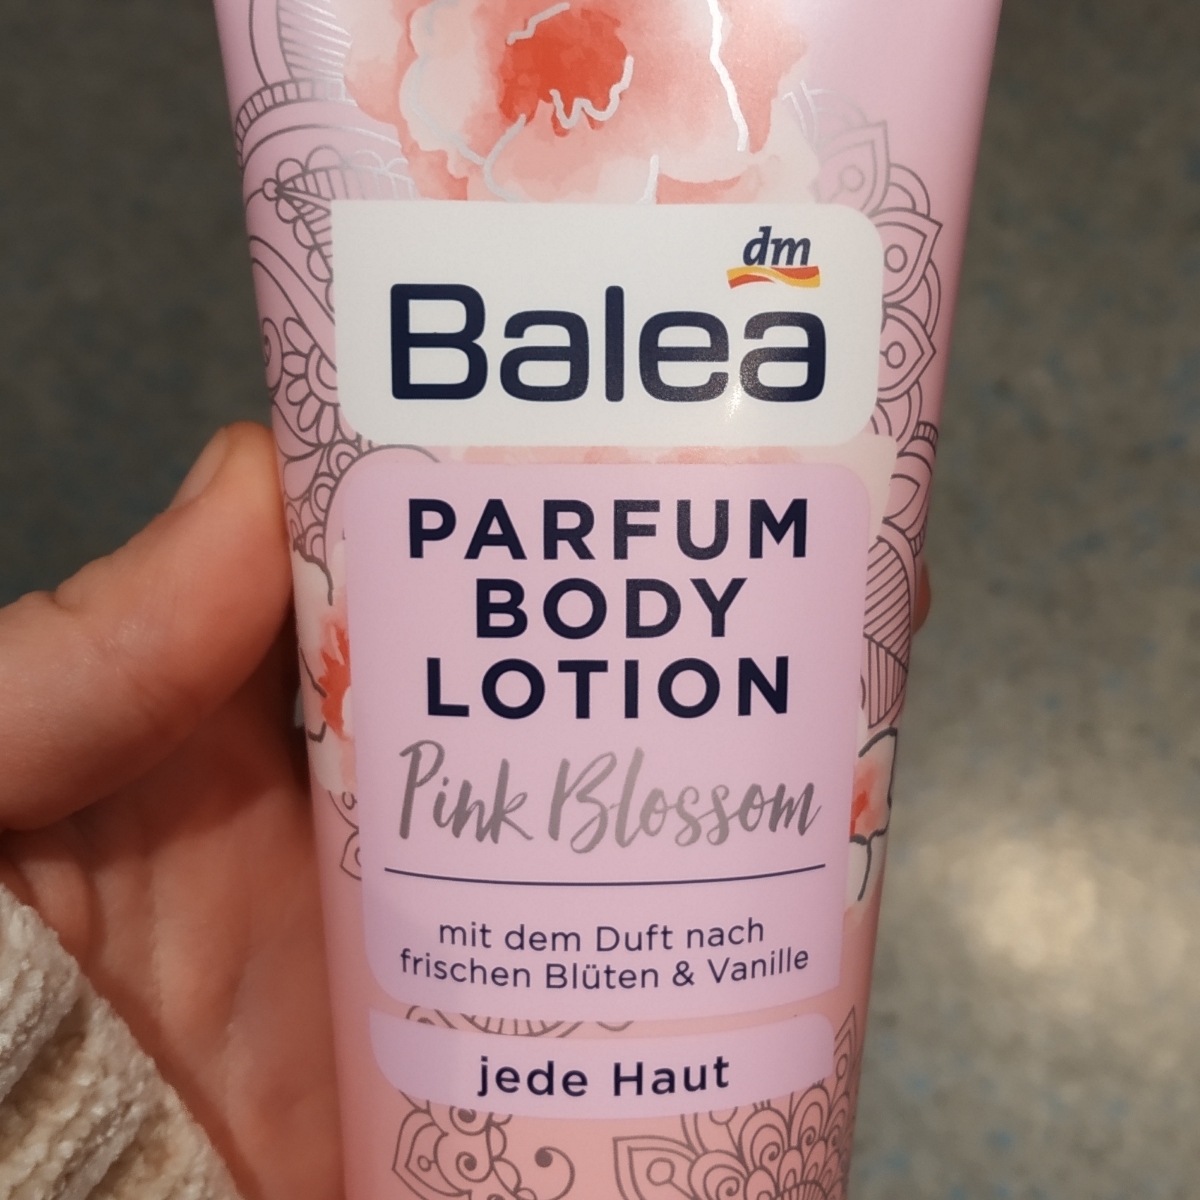 dm
Balea
PARFUM
BODY
LOTION
Pink Blossom
mit dem Duft nach
frischen Blüten & Vanille
jede Haut